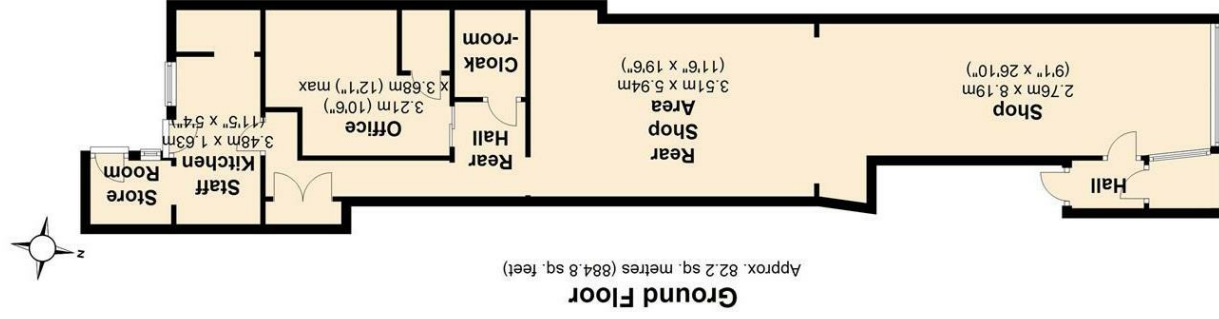 Ground Floor
Approx. 82.2 sq. metres (884.8 sq. feet)
N
Hall
Shop
2.76m x 8.19m
(9'1" x 26'10")
Rear
Shop
Area
3.51m x 5.94m
(11'6" x 19'6")
Rear
Hall
Cloak
-room
Office
3.21m (10'6")
x 3.68m (12'1") max
Staff
Kitchen
3.48m x 1.63m
(11'5" x 5'4")
Store
Room